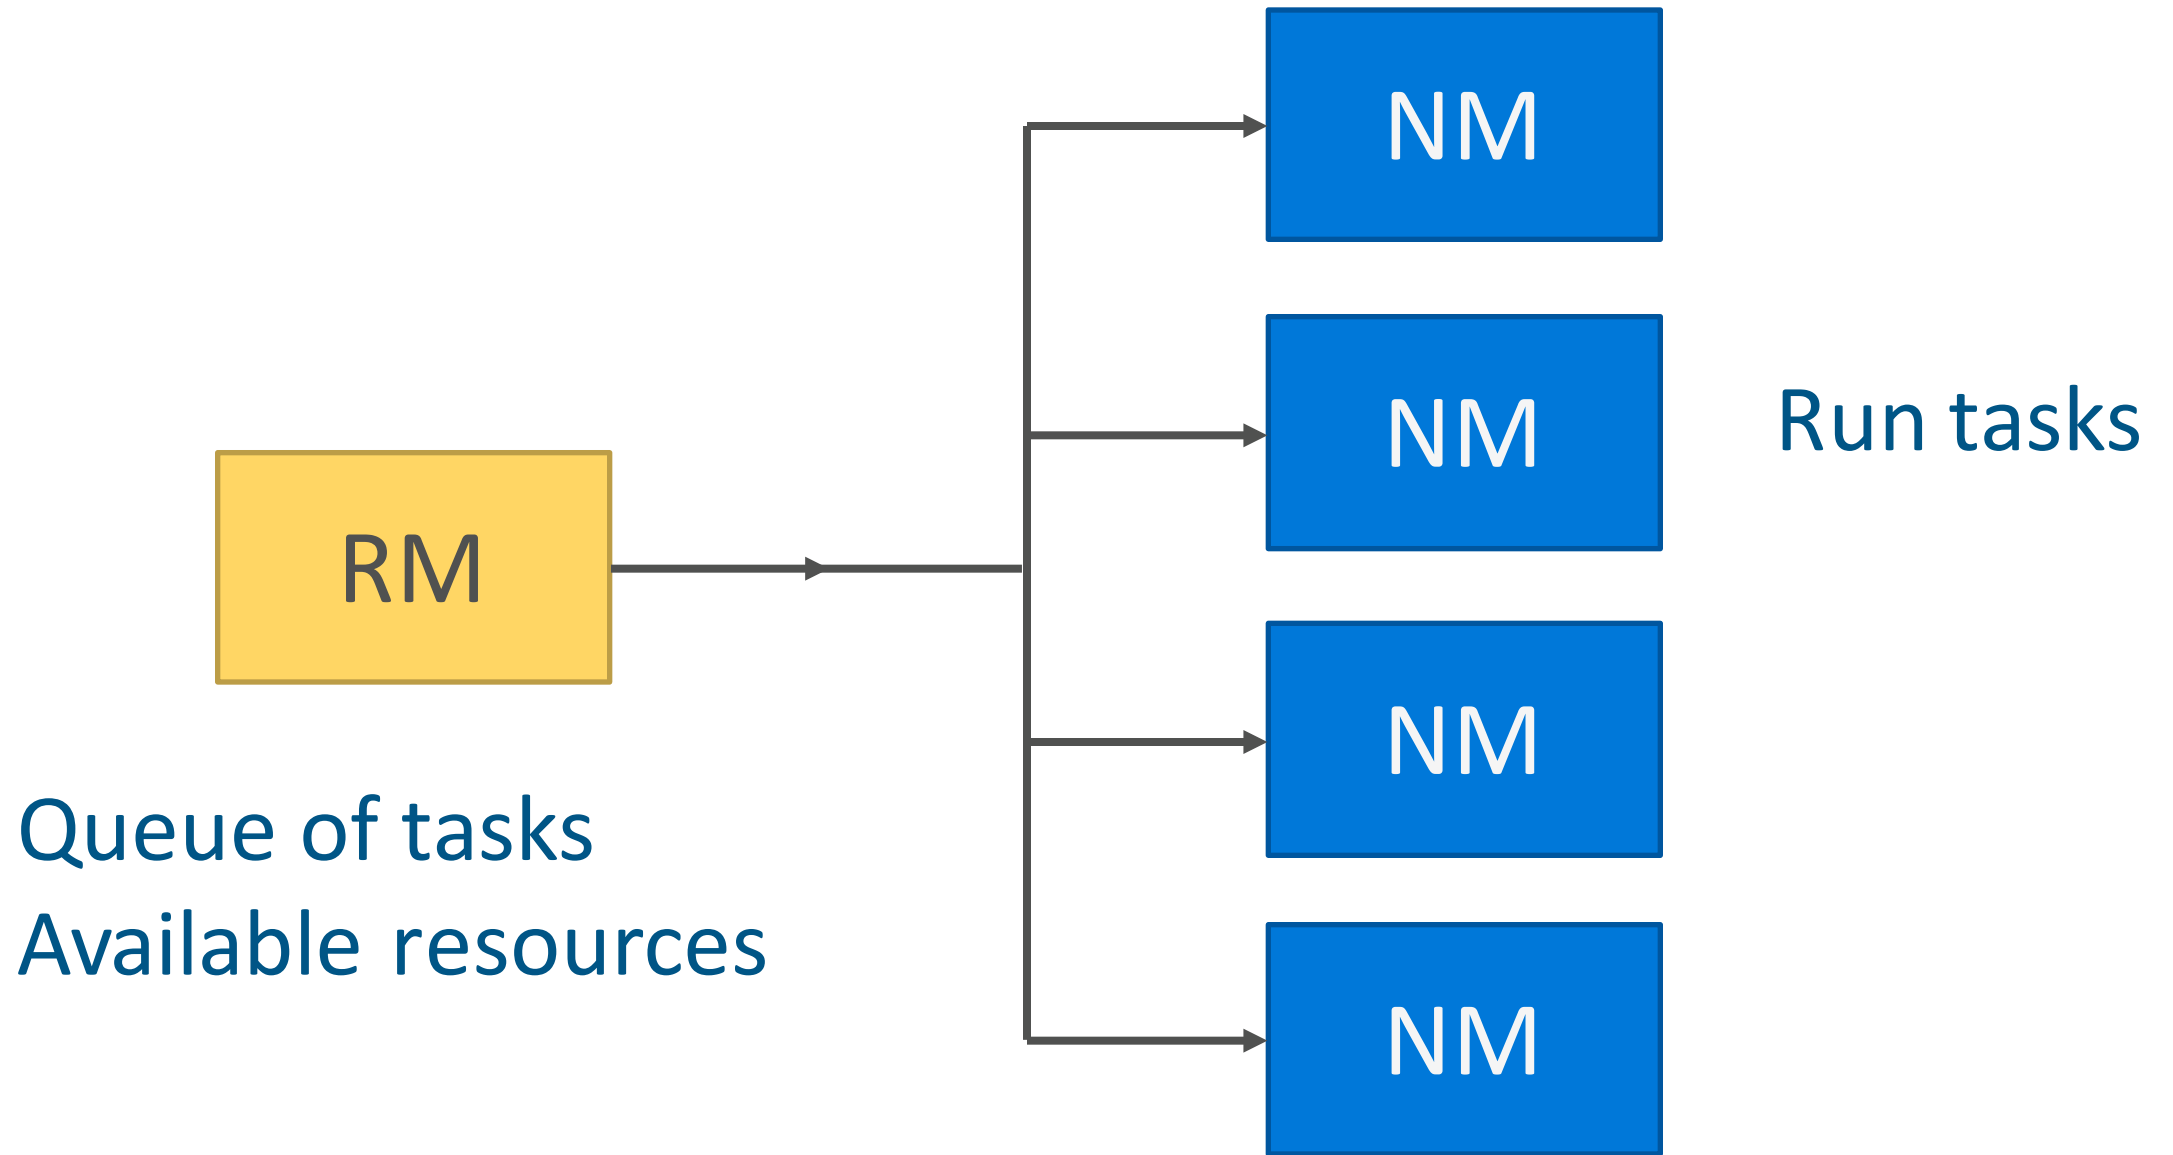 NM
NM
Run tasks
RM
NM
Queue of tasks
Available resources
NM